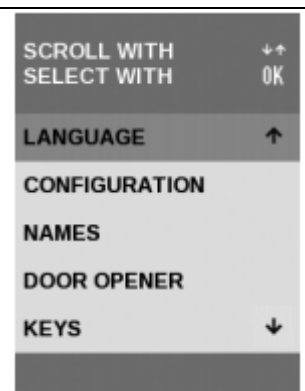 SCROLL WITH ↓↑
SELECT WITH OK
LANGUAGE ↑
CONFIGURATION
NAMES
DOOR OPENER
KEYS ↓